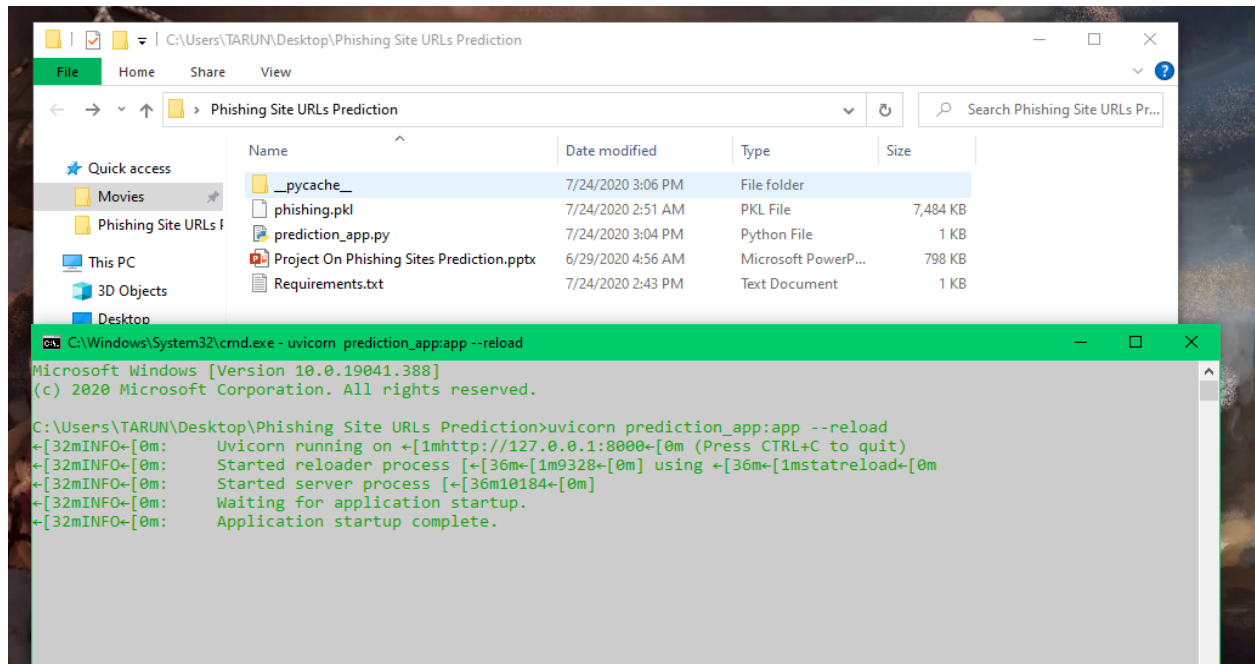 C:\Users\TARUN\Desktop\Phishing Site URLs Prediction
File Home Share View
Phishing Site URLs Prediction
Search Phishing Site URLs Pr...
Name Date modified Type Size
Quick access
Movies
Phishing Site URLs
This PC
3D Objects
Desktop
__pycache__ 7/24/2020 3:06 PM File folder
phishing.pkl 7/24/2020 2:51 AM PKL File 7,484 KB
prediction_app.py 7/24/2020 3:04 PM Python File 1 KB
Project On Phishing Sites Prediction.pptx 6/29/2020 4:56 AM Microsoft PowerP... 798 KB
Requirements.txt 7/24/2020 2:43 PM Text Document 1 KB
C:\Windows\System32\cmd.exe - uvicorn prediction_app:app --reload
Microsoft Windows [Version 10.0.19041.388]
(c) 2020 Microsoft Corporation. All rights reserved.
C:\Users\TARUN\Desktop\Phishing Site URLs Prediction>uvicorn prediction_app:app --reload
←[32mINFO←[0m: Uvicorn running on ←[1mhttp://127.0.0.1:8000←[0m (Press CTRL+C to quit)
←[32mINFO←[0m: Started reloader process [←[36m←[1m9328←[0m] using ←[36m←[1mstatreload←[0m
←[32mINFO←[0m: Started server process [←[36m10184←[0m]
←[32mINFO←[0m: Waiting for application startup.
←[32mINFO←[0m: Application startup complete.